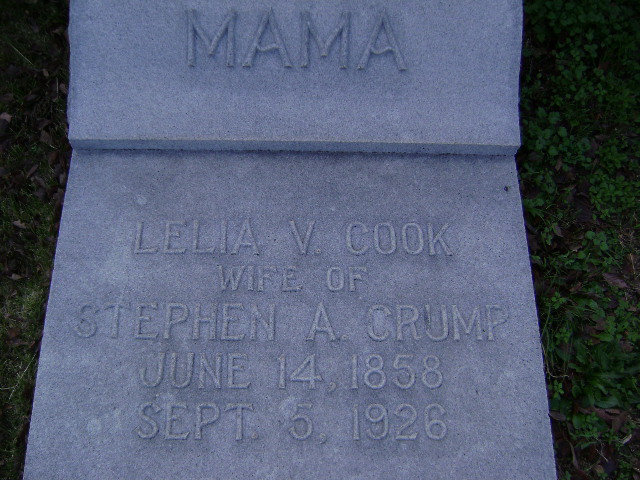 MAMA
LELIA V. COOK
WIFE OF
STEPHEN A. CRUMP
JUNE 14, 1858
SEPT. 5, 1926